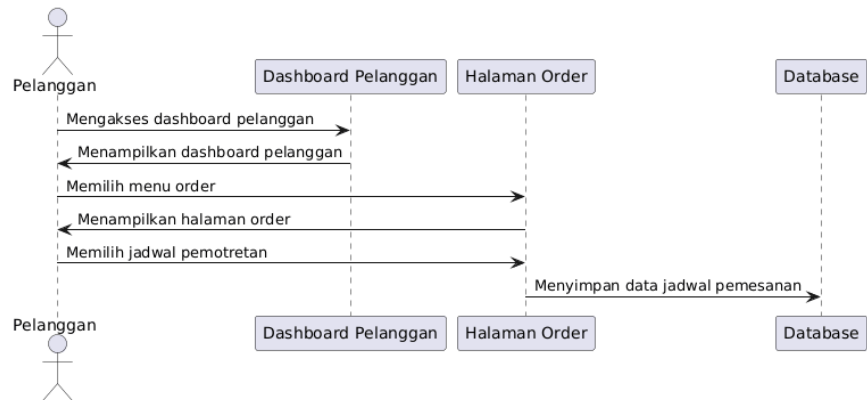 Pelanggan
Dashboard Pelanggan
Halaman Order
Database
Mengakses dashboard pelanggan
Menampilkan dashboard pelanggan
Memilih menu order
Menampilkan halaman order
Memilih jadwal pemotretan
Menyimpan data jadwal pemesanan
Pelanggan
Dashboard Pelanggan
Halaman Order
Database